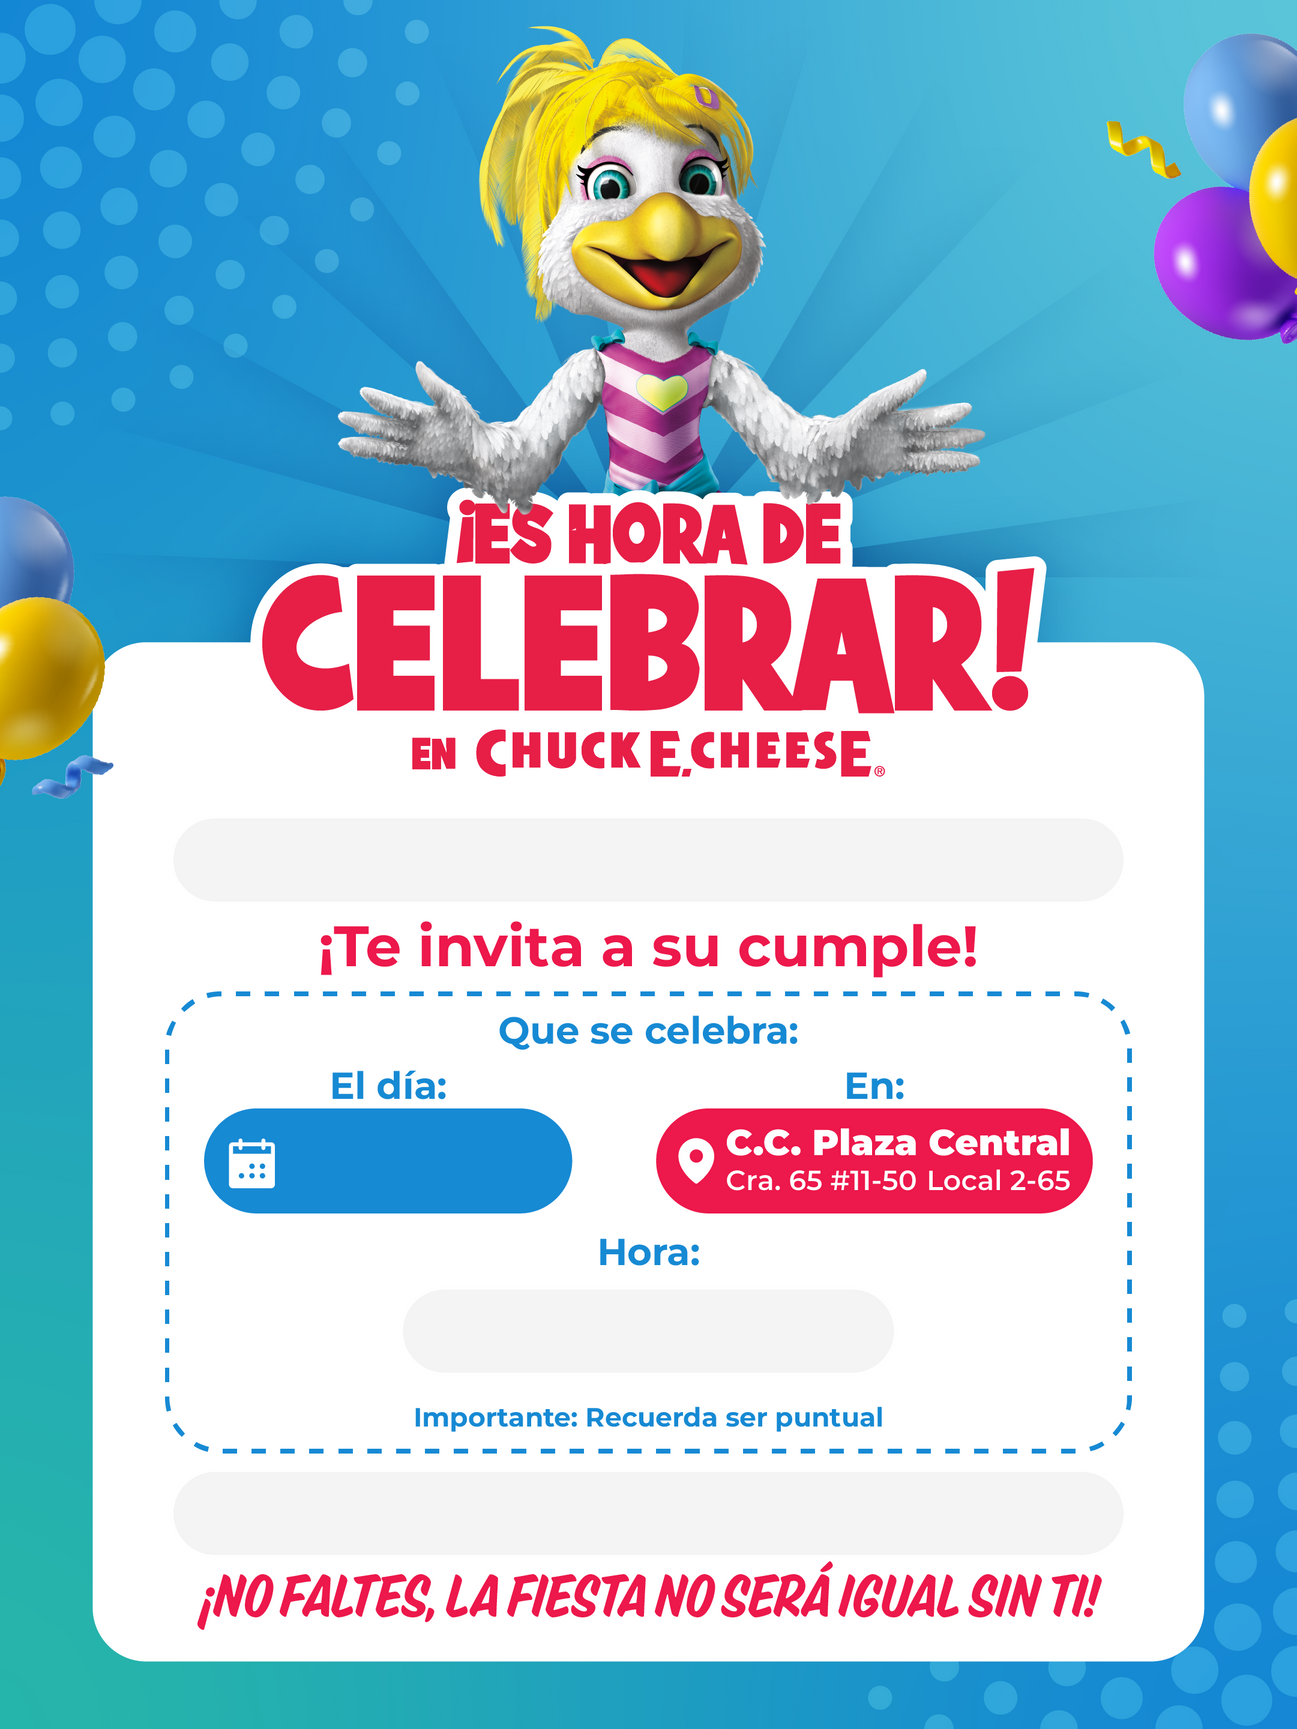 ¡ES HORA DE
CELEBRAR!
EN CHUCK E. CHEESE®
¡Te invita a su cumple!
Que se celebra:
El día:
En:
C.C. Plaza Central
Cra. 65 #11-50 Local 2-65
Hora:
Importante: Recuerda ser puntual
¡NO FALTES, LA FIESTA NO SERÁ IGUAL SIN TI!